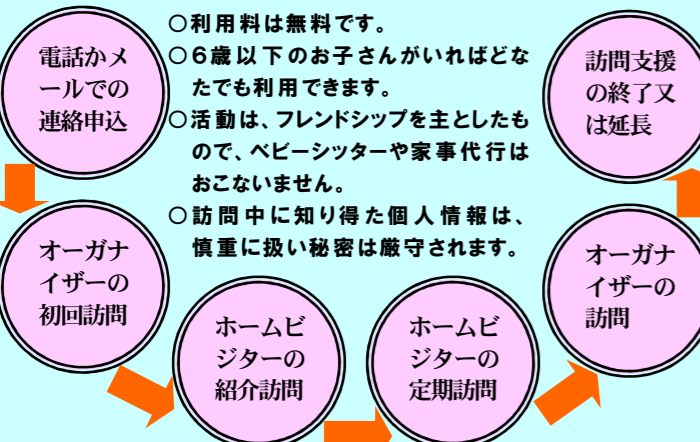 電話かメ
ールでの
連絡申込
○利用料は無料です。
○６歳以下のお子さんがいればどな
たでも利用できます。
○活動は、フレンドシップを主としたも
ので、ベビーシッターや家事代行は
おこないません。
○訪問中に知り得た個人情報は、
慎重に扱い秘密は厳守されます。
オーガナ
イザーの
初回訪問
ホームビ
ジターの
紹介訪問
ホームビ
ジターの
定期訪問
オーガナ
イザーの
訪問
訪問支援
の終了又
は延長